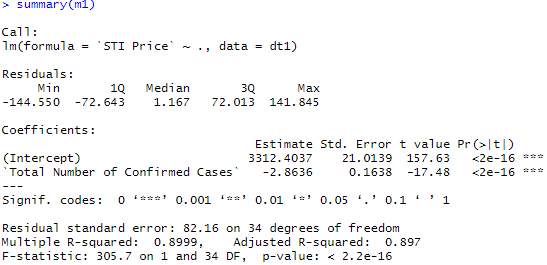 > summary(m1)
Call:
lm(formula = `STI Price` ~ ., data = dt1)
Residuals:
     Min       1Q   Median       3Q      Max
-144.550  -72.643    1.167   72.013  141.845
Coefficients:
                                  Estimate Std. Error t value Pr(>|t|)
(Intercept)                      3312.4037    21.0139  157.63   <2e-16 ***
`Total Number of Confirmed Cases`  -2.8636     0.1638  -17.48   <2e-16 ***
---
Signif. codes:  0 ‘***’ 0.001 ‘**’ 0.01 ‘*’ 0.05 ‘.’ 0.1 ‘ ’ 1
Residual standard error: 82.16 on 34 degrees of freedom
Multiple R-squared:  0.8999,    Adjusted R-squared:  0.897
F-statistic: 305.7 on 1 and 34 DF,  p-value: < 2.2e-16